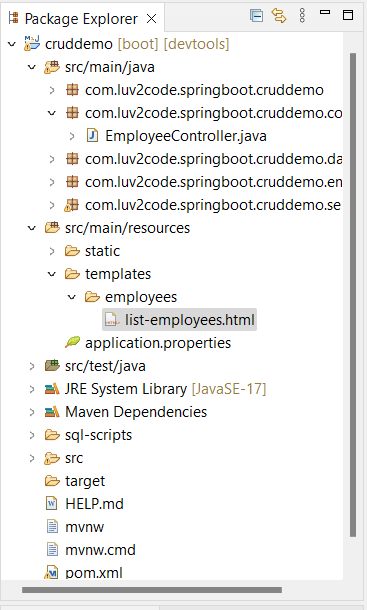 Package Explorer
cruddemo [boot] [devtools]
src/main/java
com.luv2code.springboot.cruddemo
com.luv2code.springboot.cruddemo.co
EmployeeController.java
com.luv2code.springboot.cruddemo.da
com.luv2code.springboot.cruddemo.en
com.luv2code.springboot.cruddemo.se
src/main/resources
static
templates
employees
list-employees.html
application.properties
src/test/java
JRE System Library [JavaSE-17]
Maven Dependencies
sql-scripts
src
target
HELP.md
mvnw
mvnw.cmd
pom.xml